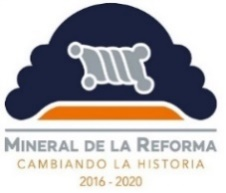 MINERAL DE LA REFORMA
CAMBIANDO LA HISTORIA
2016 - 2020